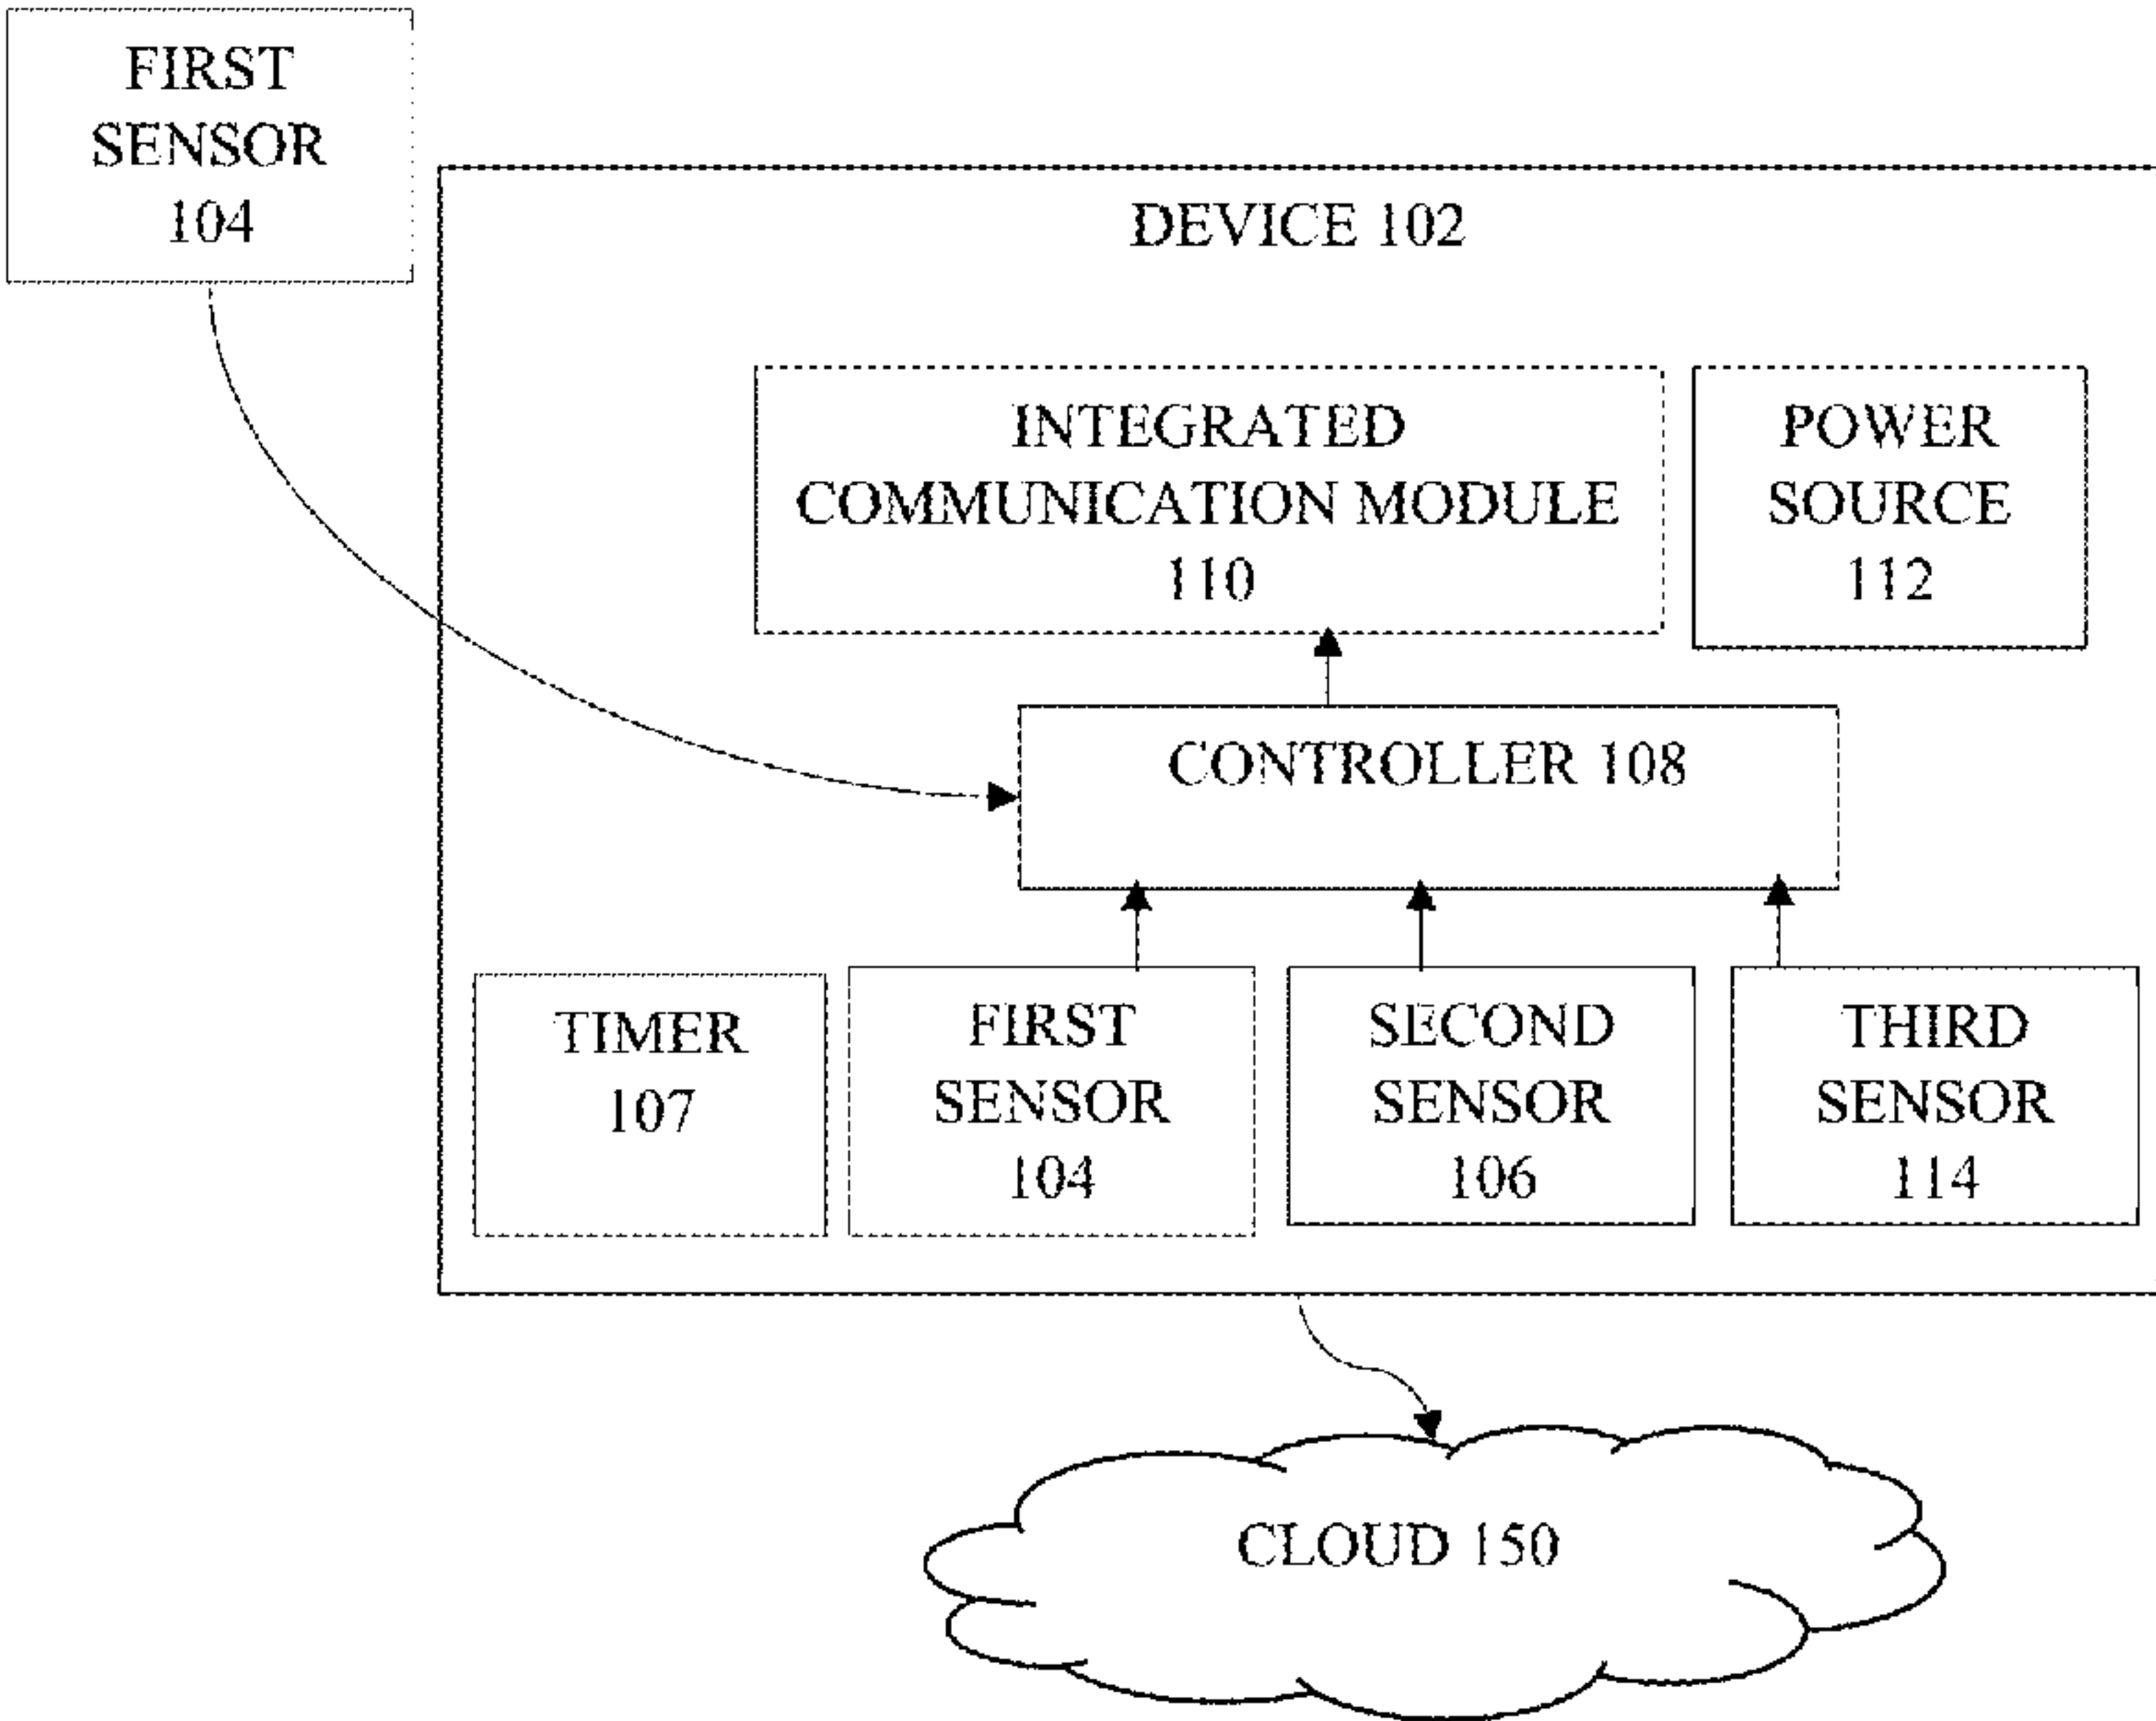 FIRST
SENSOR
104
DEVICE 102
INTEGRATED
COMMUNICATION MODULE
110
POWER
SOURCE
112
CONTROLLER 108
TIMER
107
FIRST
SENSOR
104
SECOND
SENSOR
106
THIRD
SENSOR
114
CLOUD 150